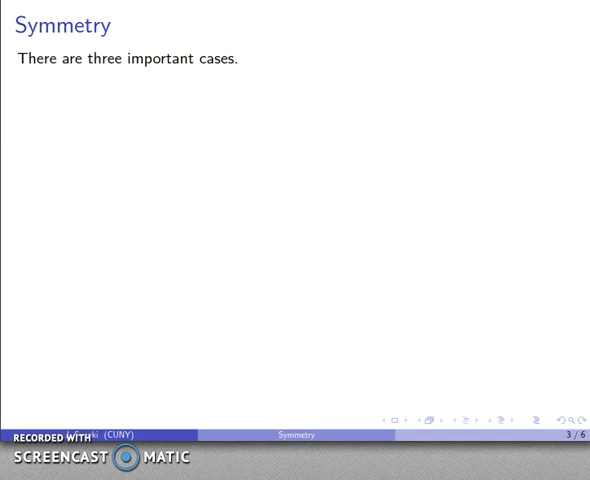 Symmetry
There are three important cases.
(CUNY)
Symmetry
3 / 6
RECORDED WITH
SCREENCAST MATIC